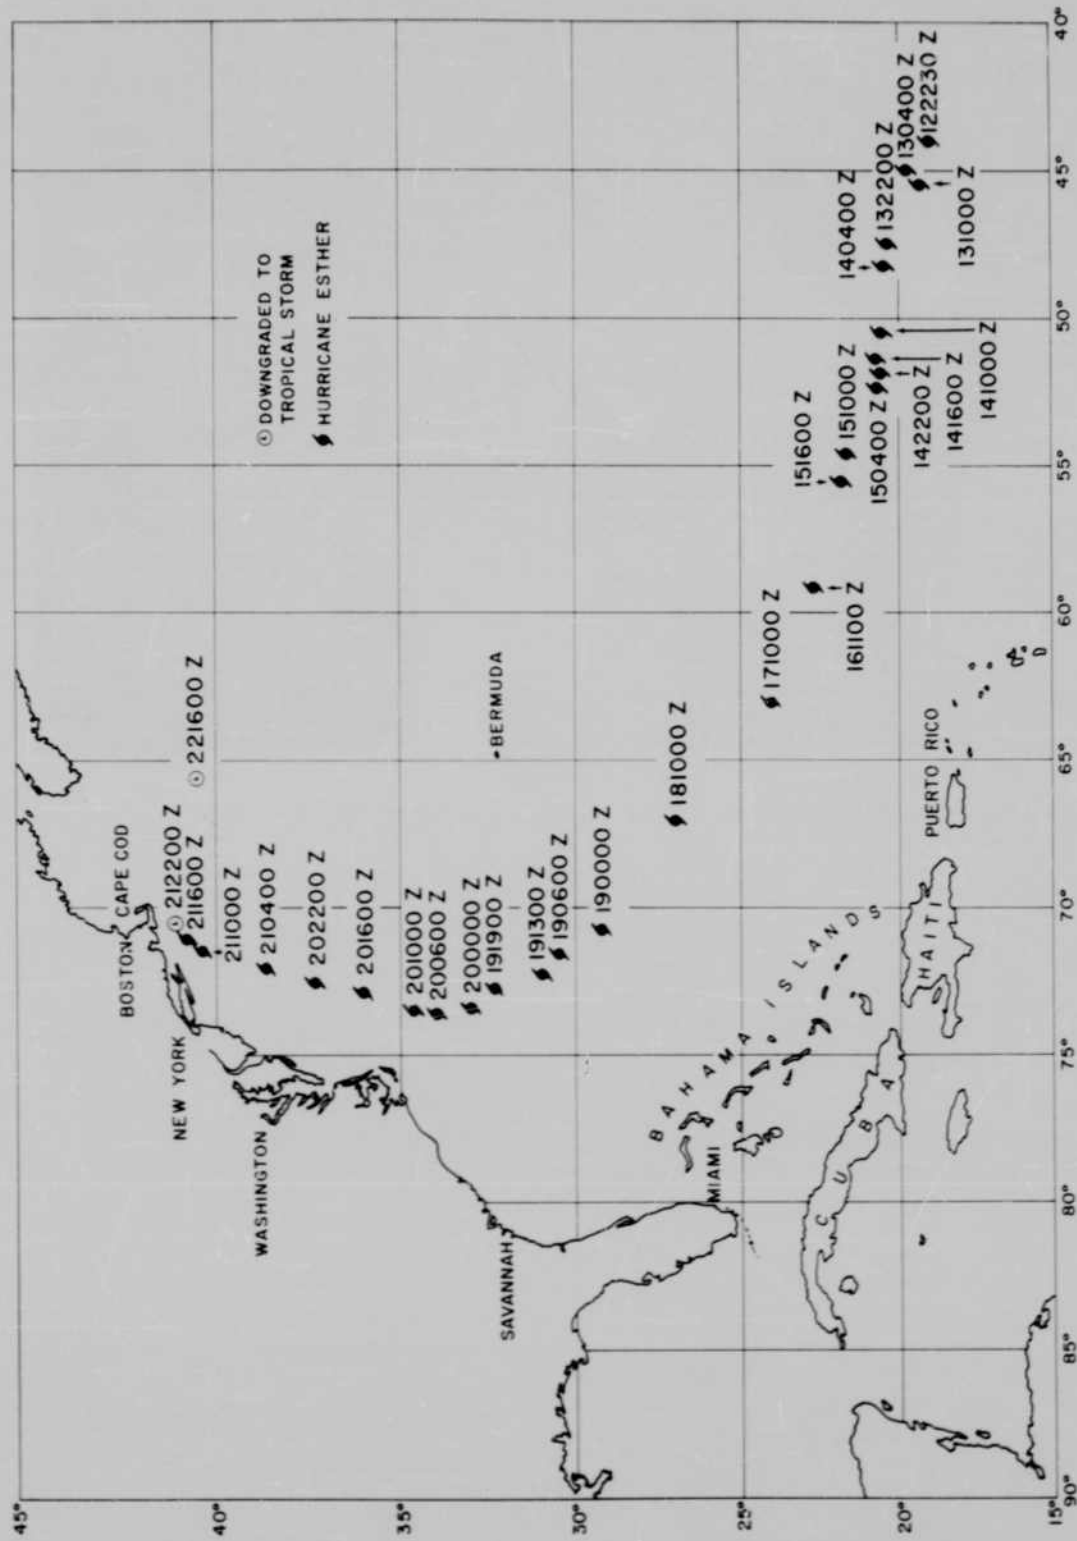 45°
40°
35°
30°
25°
20°
15°
90°
85°
80°
75°
70°
65°
60°
55°
50°
45°
40°
⊙ DOWNGRADED TO
TROPICAL STORM
HURRICANE ESTHER
BOSTON
CAPE COD
NEW YORK
WASHINGTON
SAVANNAH
MIAMI
BERMUDA
BAHAMA ISLANDS
CUBA
HAITI
PUERTO RICO
221600 Z
212200 Z
211600 Z
211000 Z
210400 Z
202200 Z
201600 Z
201000 Z
200600 Z
200000 Z
191900 Z
191300 Z
190600 Z
190000 Z
181000 Z
171000 Z
161100 Z
151600 Z
151000 Z
150400 Z
142200 Z
141600 Z
141000 Z
140400 Z
132200 Z
131000 Z
130400 Z
122230 Z